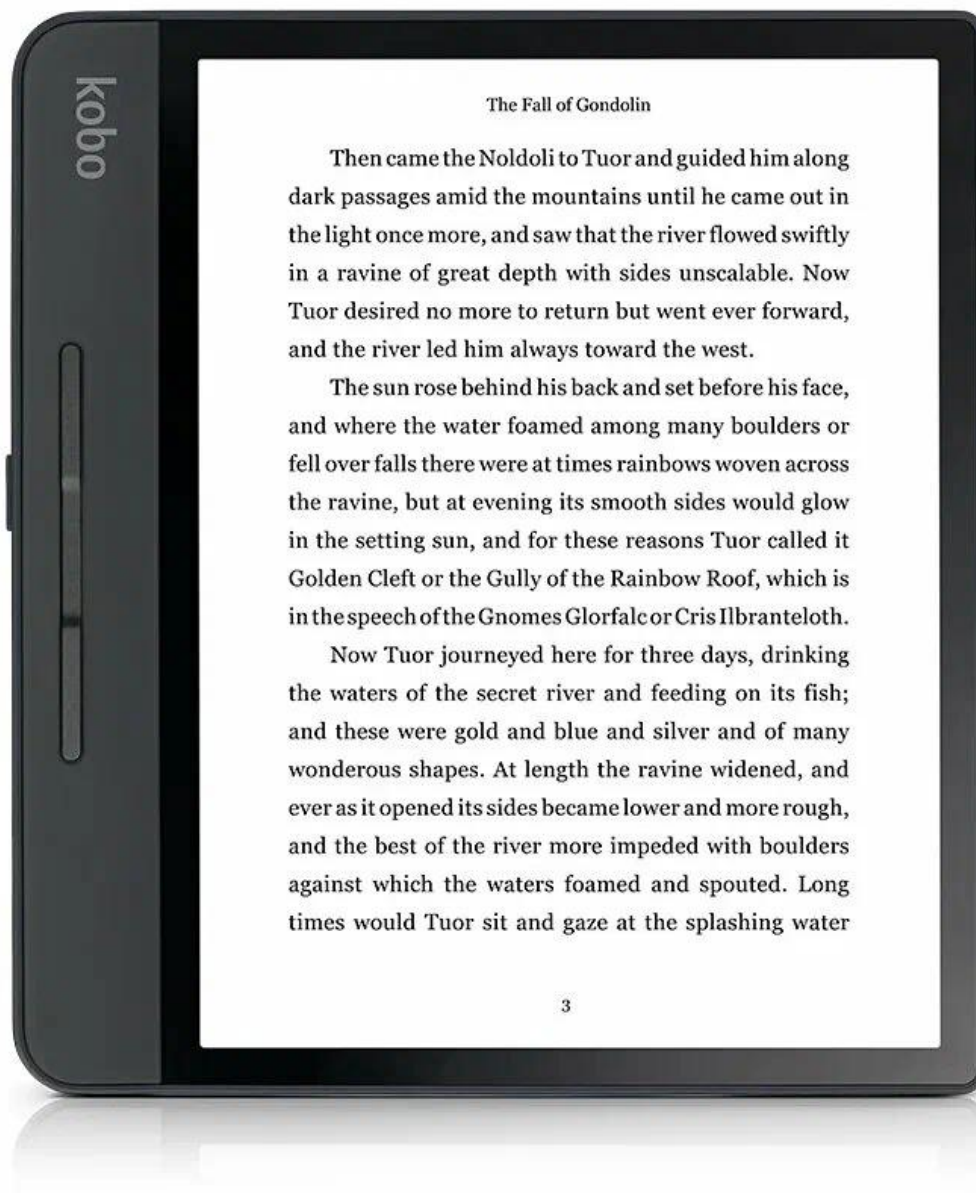 kobo
The Fall of Gondolin
Then came the Noldoli to Tuor and guided him along
dark passages amid the mountains until he came out in
the light once more, and saw that the river flowed swiftly
in a ravine of great depth with sides unscalable. Now
Tuor desired no more to return but went ever forward,
and the river led him always toward the west.
The sun rose behind his back and set before his face,
and where the water foamed among many boulders or
fell over falls there were at times rainbows woven across
the ravine, but at evening its smooth sides would glow
in the setting sun, and for these reasons Tuor called it
Golden Cleft or the Gully of the Rainbow Roof, which is
in the speech of the Gnomes Glorfalc or Cris Ilbranteloth.
Now Tuor journeyed here for three days, drinking
the waters of the secret river and feeding on its fish;
and these were gold and blue and silver and of many
wonderous shapes. At length the ravine widened, and
ever as it opened its sides became lower and more rough,
and the best of the river more impeded with boulders
against which the waters foamed and spouted. Long
times would Tuor sit and gaze at the splashing water
3